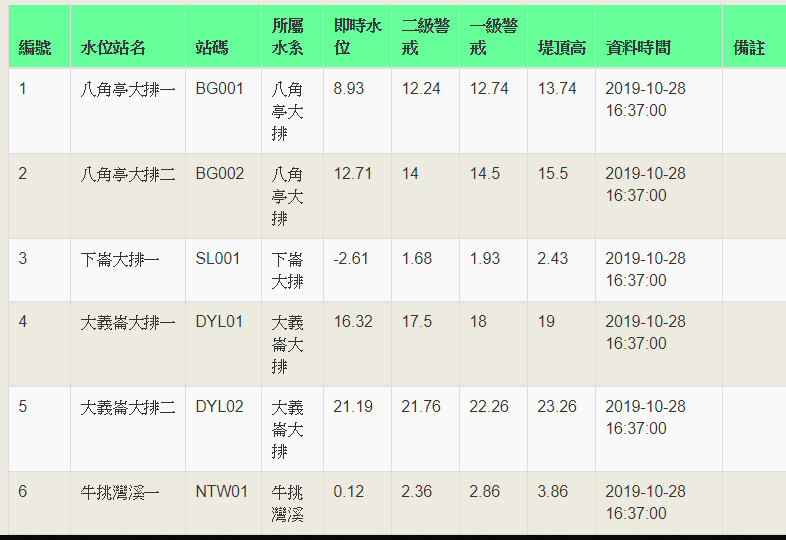 編號 水位站名 站碼 所屬水系 即時水位 二級警戒 一級警戒 堤頂高 資料時間 備註
1 八角亭大排一 BG001 八角亭大排 8.93 12.24 12.74 13.74 2019-10-28 16:37:00
2 八角亭大排二 BG002 八角亭大排 12.71 14 14.5 15.5 2019-10-28 16:37:00
3 下崙大排一 SL001 下崙大排 -2.61 1.68 1.93 2.43 2019-10-28 16:37:00
4 大義崙大排一 DYL01 大義崙大排 16.32 17.5 18 19 2019-10-28 16:37:00
5 大義崙大排二 DYL02 大義崙大排 21.19 21.76 22.26 23.26 2019-10-28 16:37:00
6 牛挑灣溪一 NTW01 牛挑灣溪 0.12 2.36 2.86 3.86 2019-10-28 16:37:00